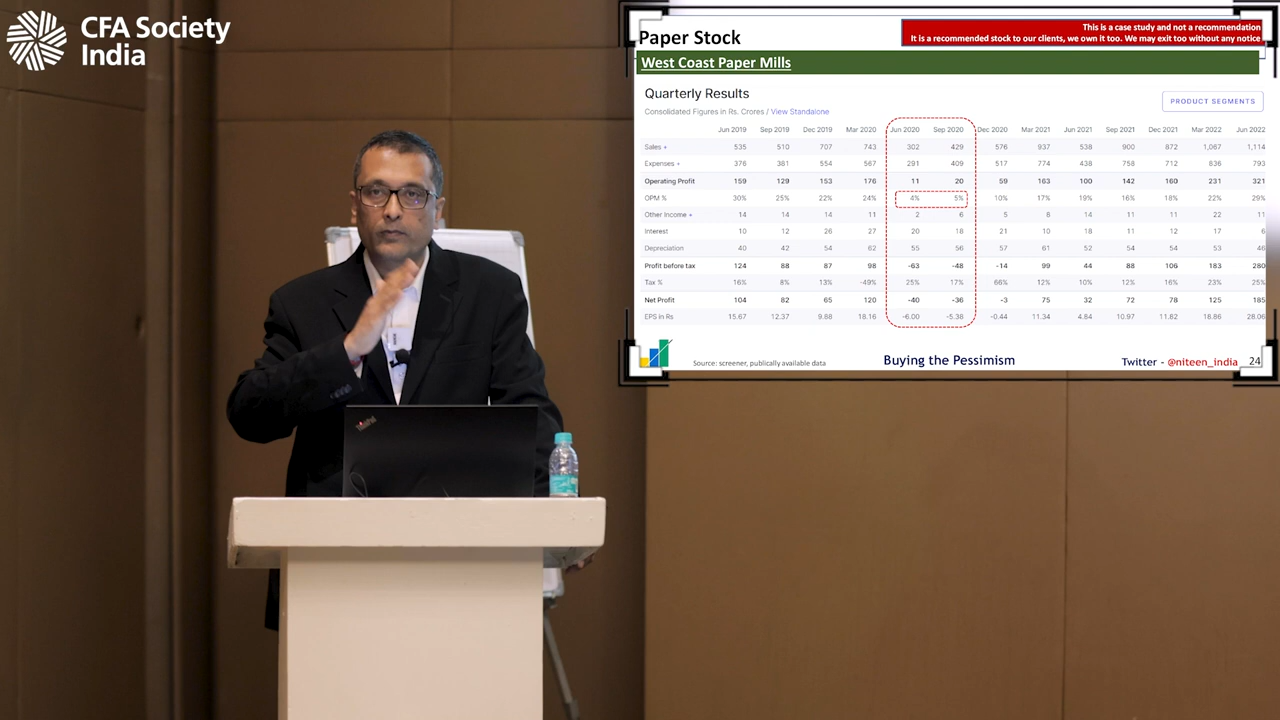 CFA Society
India
Paper Stock
This is a case study and not a recommendation
It is a recommended stock to our clients, we own it too. We may exit too without any notice
West Coast Paper Mills
Quarterly Results
PRODUCT SEGMENTS
Consolidated Figures in Rs. Crores / View Standalone
Jun 2019 Sep 2019 Dec 2019 Mar 2020 Jun 2020 Sep 2020 Dec 2020 Mar 2021 Jun 2021 Sep 2021 Dec 2021 Mar 2022 Jun 2022
Sales + 535 510 707 743 302 429 576 937 538 900 872 1,067 1,114
Expenses + 376 381 554 567 291 409 517 774 438 758 712 836 793
Operating Profit 159 129 153 176 11 20 59 163 100 142 160 231 321
OPM % 30% 25% 22% 24% 4% 5% 10% 17% 19% 16% 18% 22% 29%
Other Income + 14 14 14 11 2 6 5 8 14 11 11 22 11
Interest 10 12 26 27 20 18 21 10 18 11 12 17 6
Depreciation 40 42 54 62 55 56 57 61 52 54 54 53 46
Profit before tax 124 88 87 98 -63 -48 -14 99 44 88 106 183 280
Tax % 16% 8% 13% -49% 25% 17% 66% 12% 10% 12% 16% 23% 25%
Net Profit 104 82 65 120 -40 -36 -3 75 32 72 78 125 185
EPS in Rs 15.67 12.37 9.88 18.16 -6.00 -5.38 -0.44 11.34 4.84 10.97 11.82 18.86 28.06
Source: screener, publically available data
Buying the Pessimism
Twitter - @niteen_india 24
ThinkPad